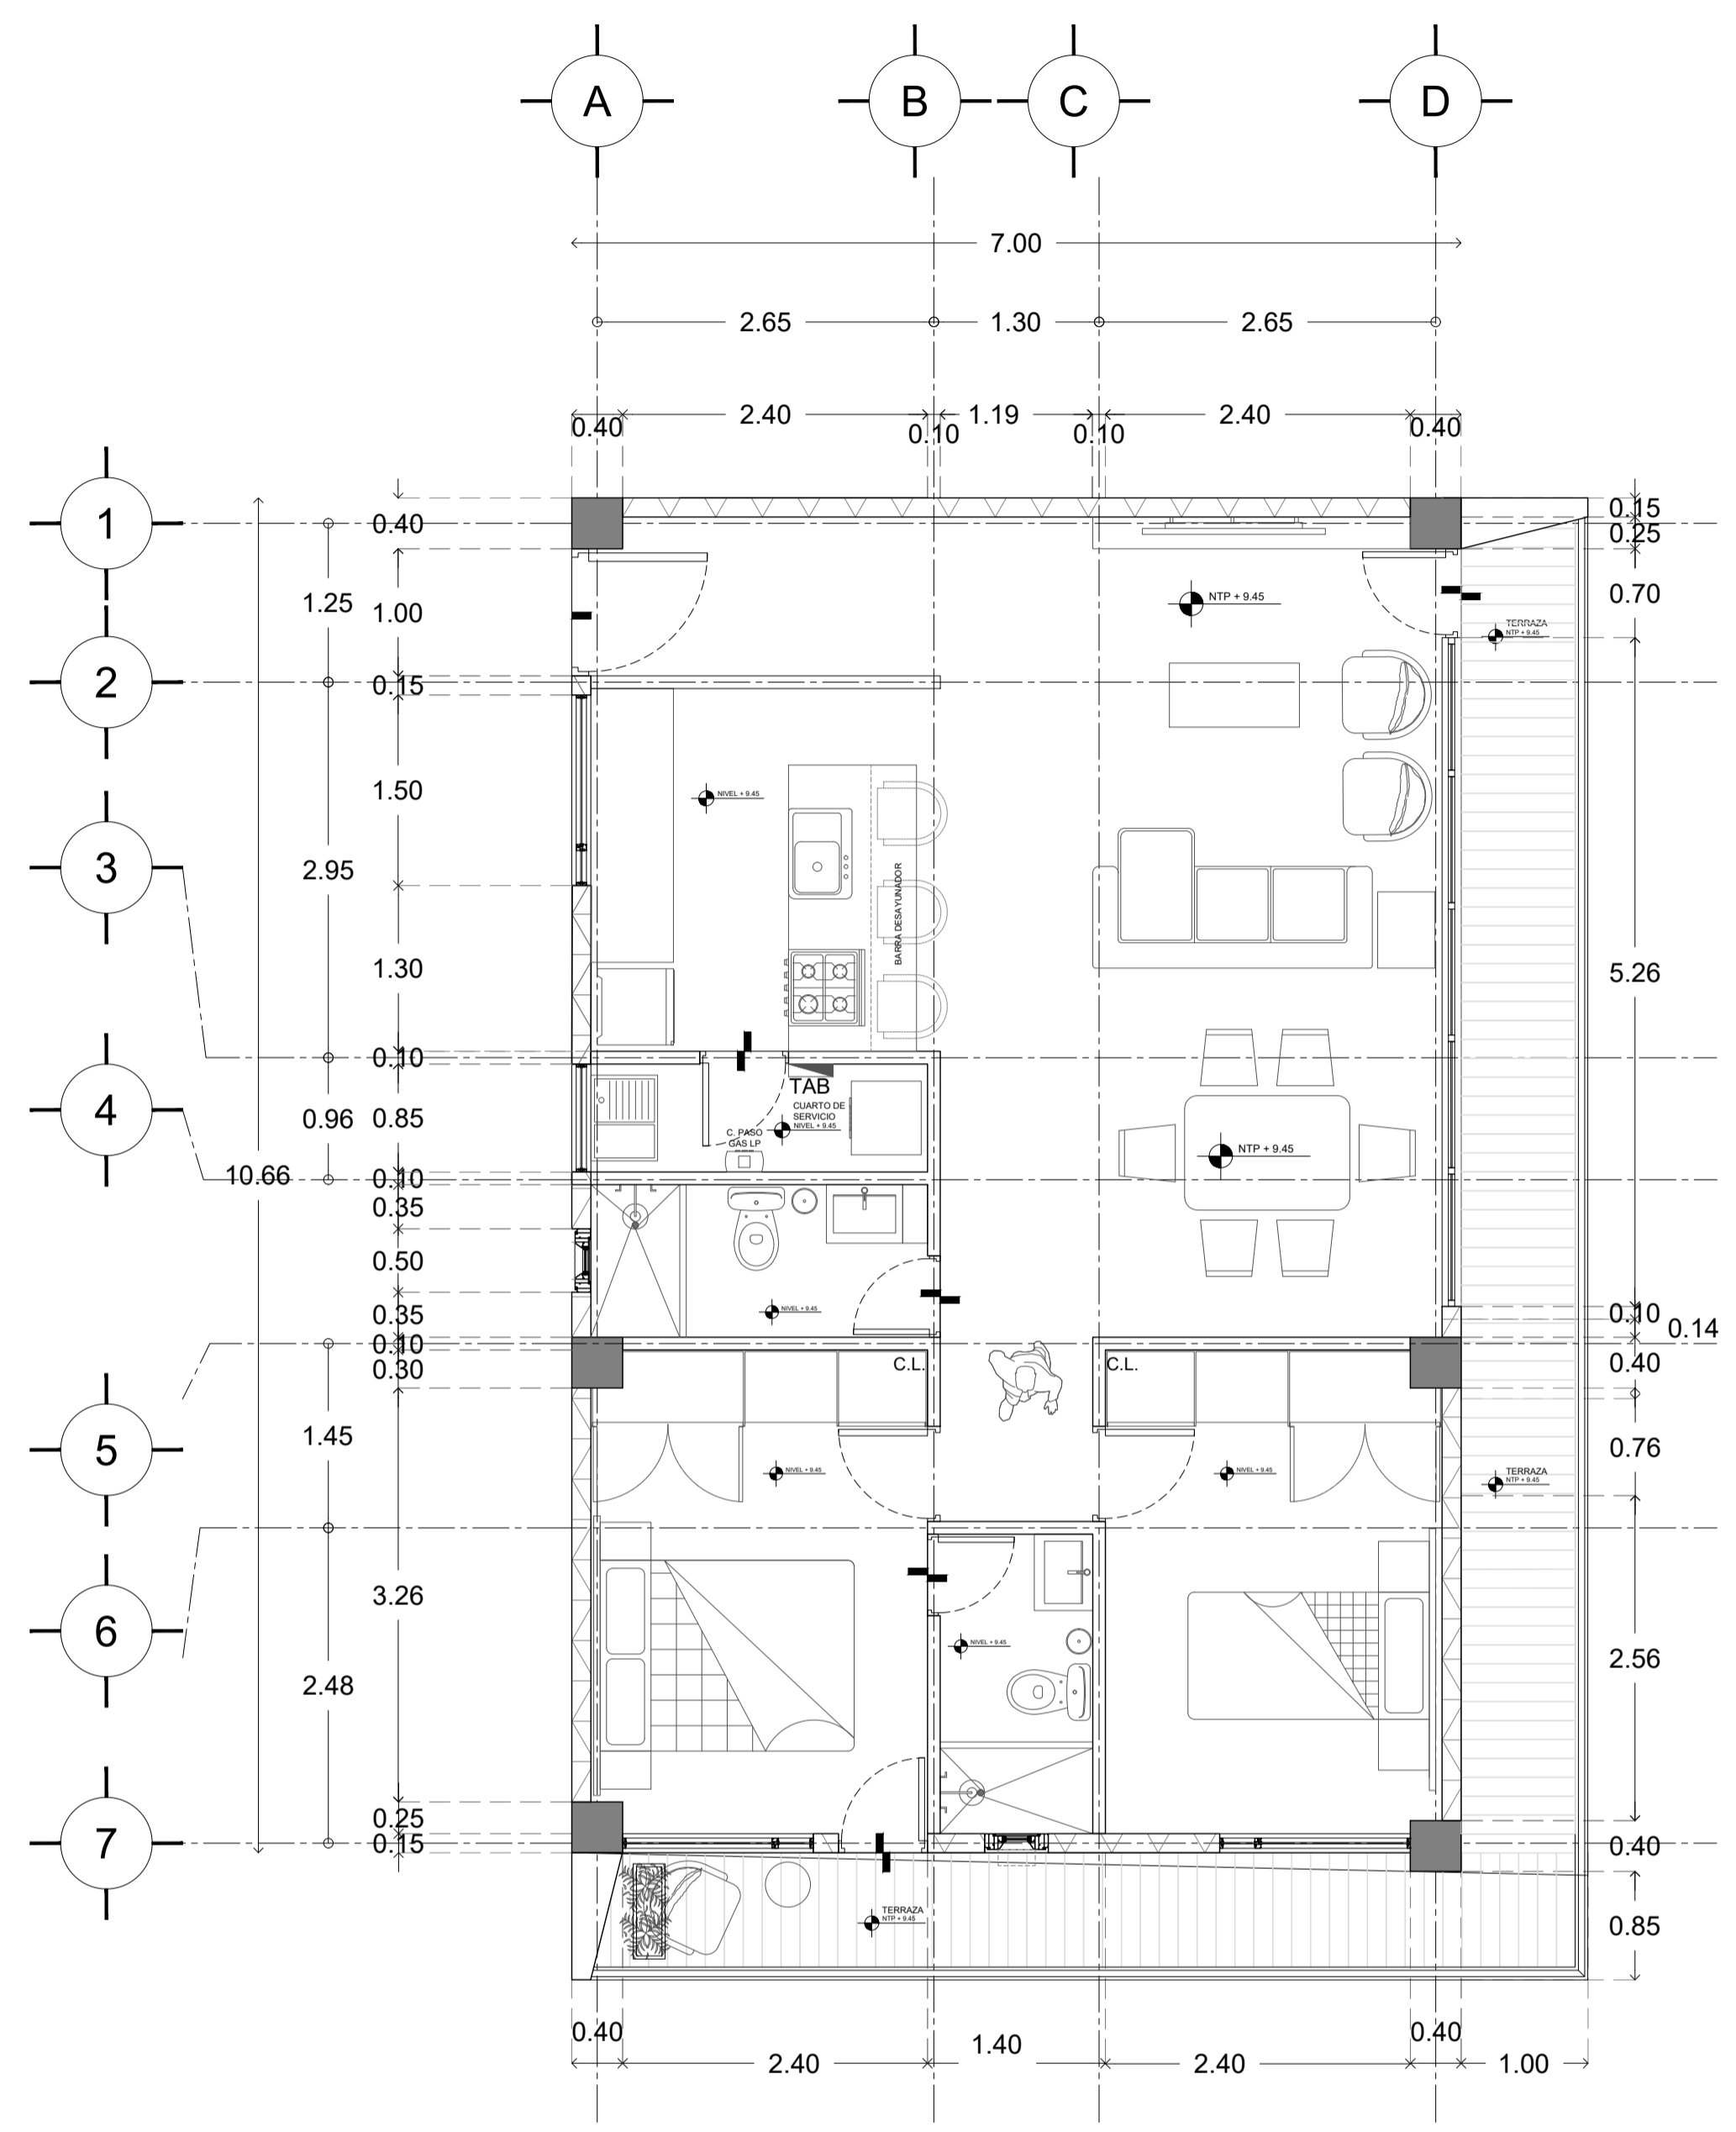 A B C D
7.00
2.65 1.30 2.65
2.40 1.19 2.40
0.40 0.10 0.10 0.40
1
0.40
0.15
0.25
1.25
1.00
0.70
NTP + 9.45
TERRAZA
NTP + 9.45
2
0.15
1.50
NIVEL + 9.45
3
2.95
BARRA DESAYUNADOR
1.30
5.26
0.10
TAB
CUARTO DE
SERVICIO
NIVEL + 9.45
4
0.96
0.85
C. PASO
GAS LP
NTP + 9.45
10.66
0.10
0.35
0.50
NIVEL + 9.45
0.35
0.10
0.14
0.10
0.30
C.L.
C.L.
0.40
5
1.45
0.76
NIVEL + 9.45
NIVEL + 9.45
TERRAZA
NTP + 9.45
3.26
6
NIVEL + 9.45
2.56
2.48
0.25
7
0.15
0.40
TERRAZA
NTP + 9.45
0.85
0.40
0.40
1.40
2.40
2.40
1.00